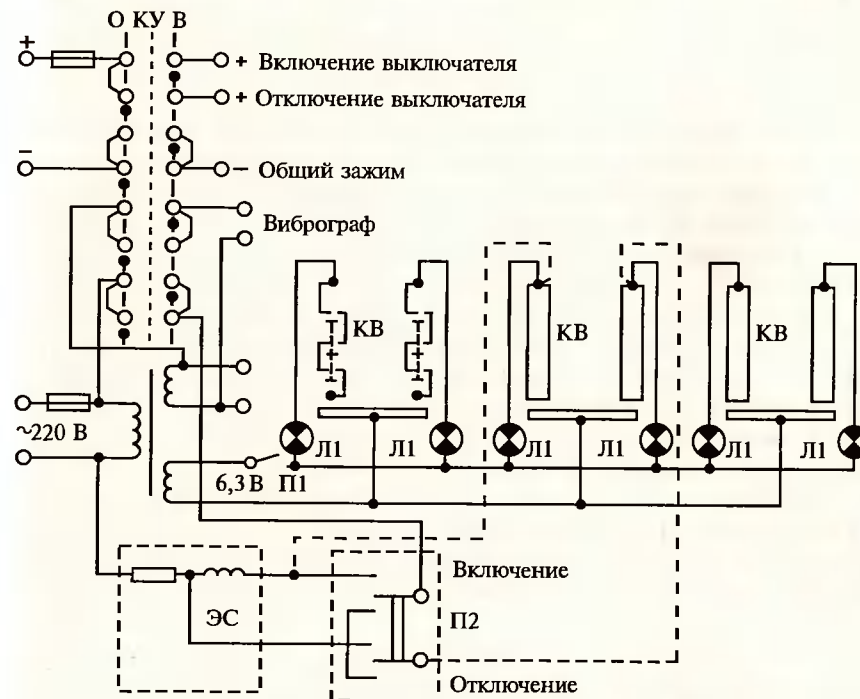 О КУ В
+
+ Включение выключателя
+ Отключение выключателя
−
− Общий зажим
Виброграф
КВ
КВ
КВ
~220 В
Л1
Л1
Л1
Л1
Л1
Л1
6,3 В
П1
Включение
ЭС
П2
Отключение